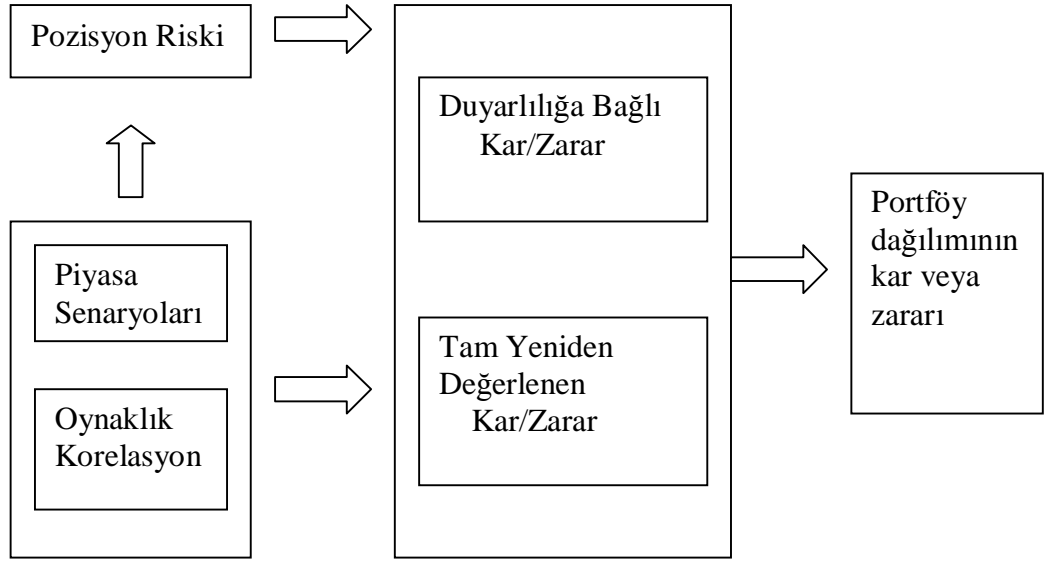 Pozisyon Riski
Piyasa
Senaryoları
Oynaklık
Korelasyon
Duyarlılığa Bağlı
Kar/Zarar
Tam Yeniden
Değerlenen
Kar/Zarar
Portföy
dağılımının
kar veya
zararı